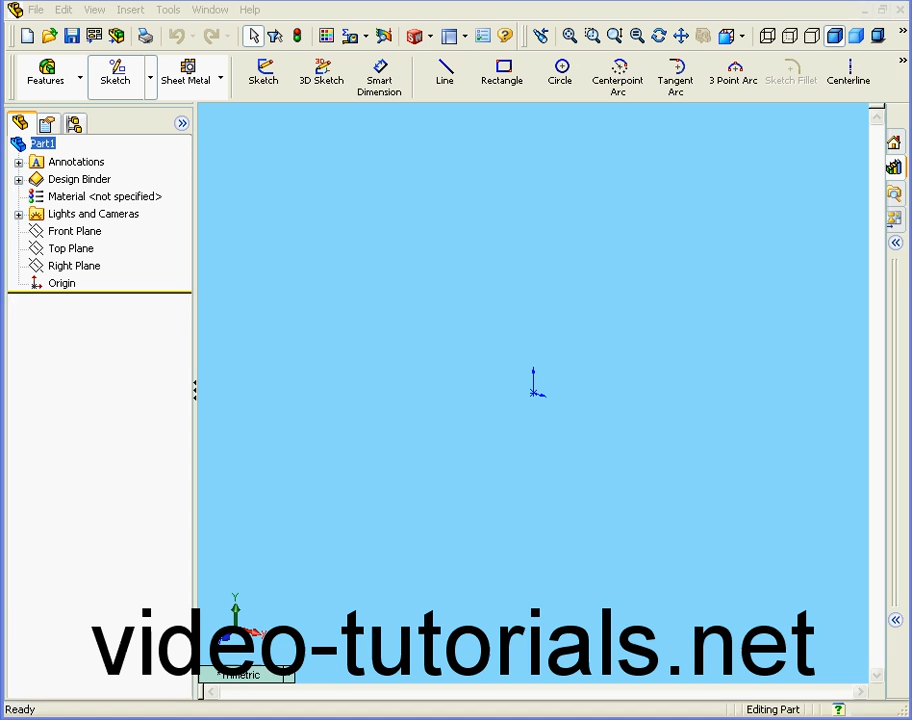 File Edit View Insert Tools Window Help
Features Sketch Sheet Metal Sketch 3D Sketch Smart Dimension Line Rectangle Circle Centerpoint Arc Tangent Arc 3 Point Arc Sketch Fillet Centerline
Part1
Annotations
Design Binder
Material <not specified>
Lights and Cameras
Front Plane
Top Plane
Right Plane
Origin
Y
video-tutorials.net
*Trimetric
Ready Editing Part